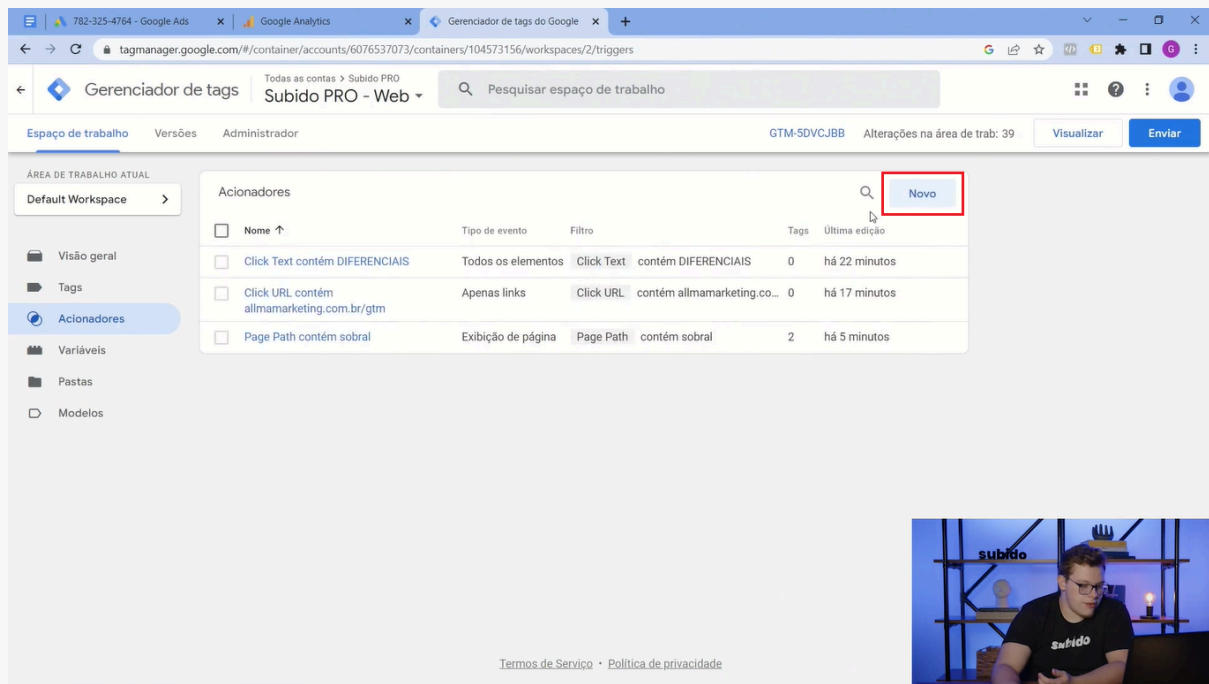 782-325-4764 - Google Ads
Google Analytics
Gerenciador de tags do Google
tagmanager.google.com/#/container/accounts/6076537073/containers/104573156/workspaces/2/triggers
G
Gerenciador de tags
Todas as contas > Subido PRO
Subido PRO - Web
Pesquisar espaço de trabalho
Espaço de trabalho
Versões
Administrador
GTM-5DVCJBB
Alterações na área de trab: 39
Visualizar
Enviar
ÁREA DE TRABALHO ATUAL
Default Workspace
Visão geral
Tags
Acionadores
Variáveis
Pastas
Modelos
Acionadores
Novo
Nome Tipo de evento Filtro Tags Última edição
Click Text contém DIFERENCIAIS Todos os elementos Click Text contém DIFERENCIAIS 0 há 22 minutos
Click URL contém Apenas links Click URL contém allmamarketing.co... 0 há 17 minutos
allmamarketing.com.br/gtm
Page Path contém sobral Exibição de página Page Path contém sobral 2 há 5 minutos
Termos de Serviço • Política de privacidade
subido
subido